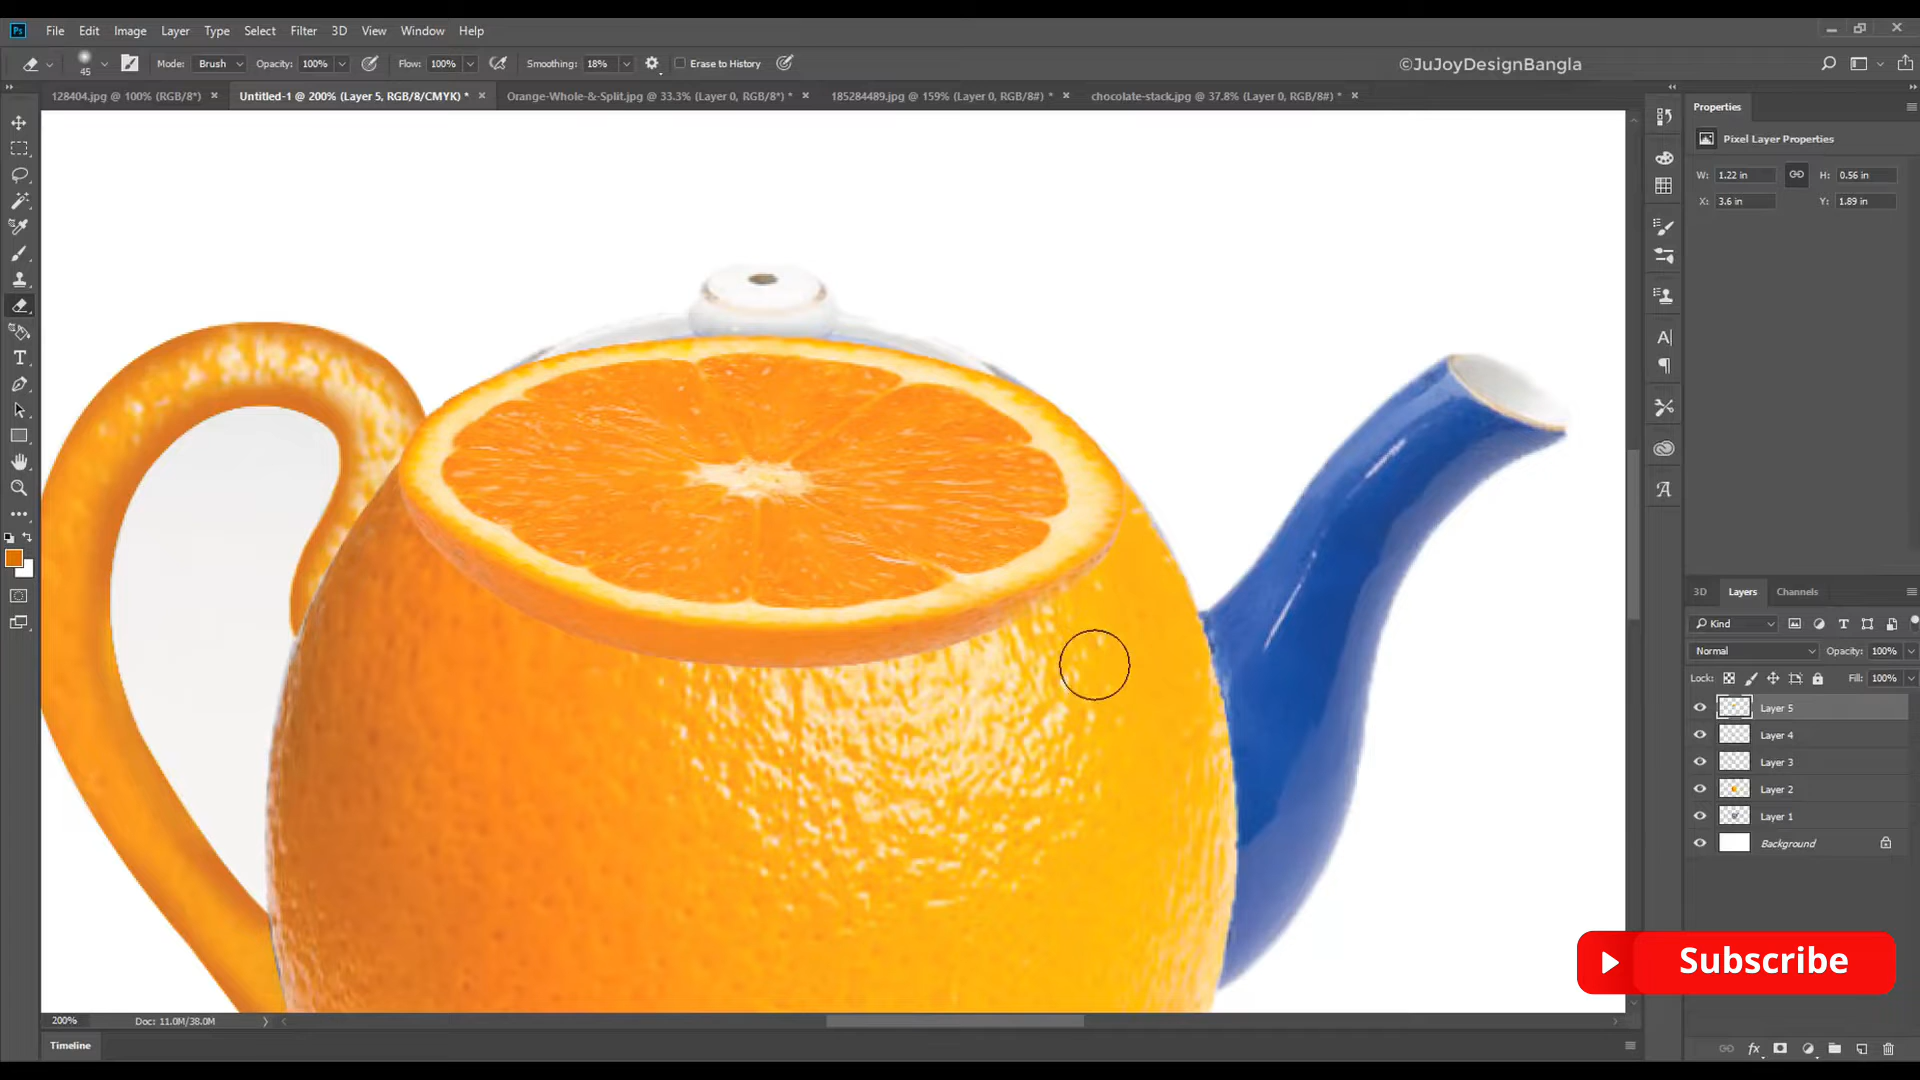 Ps File Edit Image Layer Type Select Filter 3D View Window Help
45 Mode: Brush Opacity: 100% Flow: 100% Smoothing: 18% Erase to History
©JuJoyDesignBangla
128404.jpg @ 100% (RGB/8*) Untitled-1 @ 200% (Layer 5, RGB/8/CMYK) * Orange-Whole-&-Split.jpg @ 33.3% (Layer 0, RGB/8*) * 185284489.jpg @ 159% (Layer 0, RGB/8#) * chocolate-stack.jpg @ 37.8% (Layer 0, RGB/8#) *
Properties
Pixel Layer Properties
W: 1.22 in H: 0.56 in
X: 3.6 in Y: 1.89 in
3D Layers Channels
Kind
Normal Opacity: 100%
Lock: Fill: 100%
Layer 5
Layer 4
Layer 3
Layer 2
Layer 1
Background
Subscribe
200% Doc: 11.0M/38.0M
Timeline